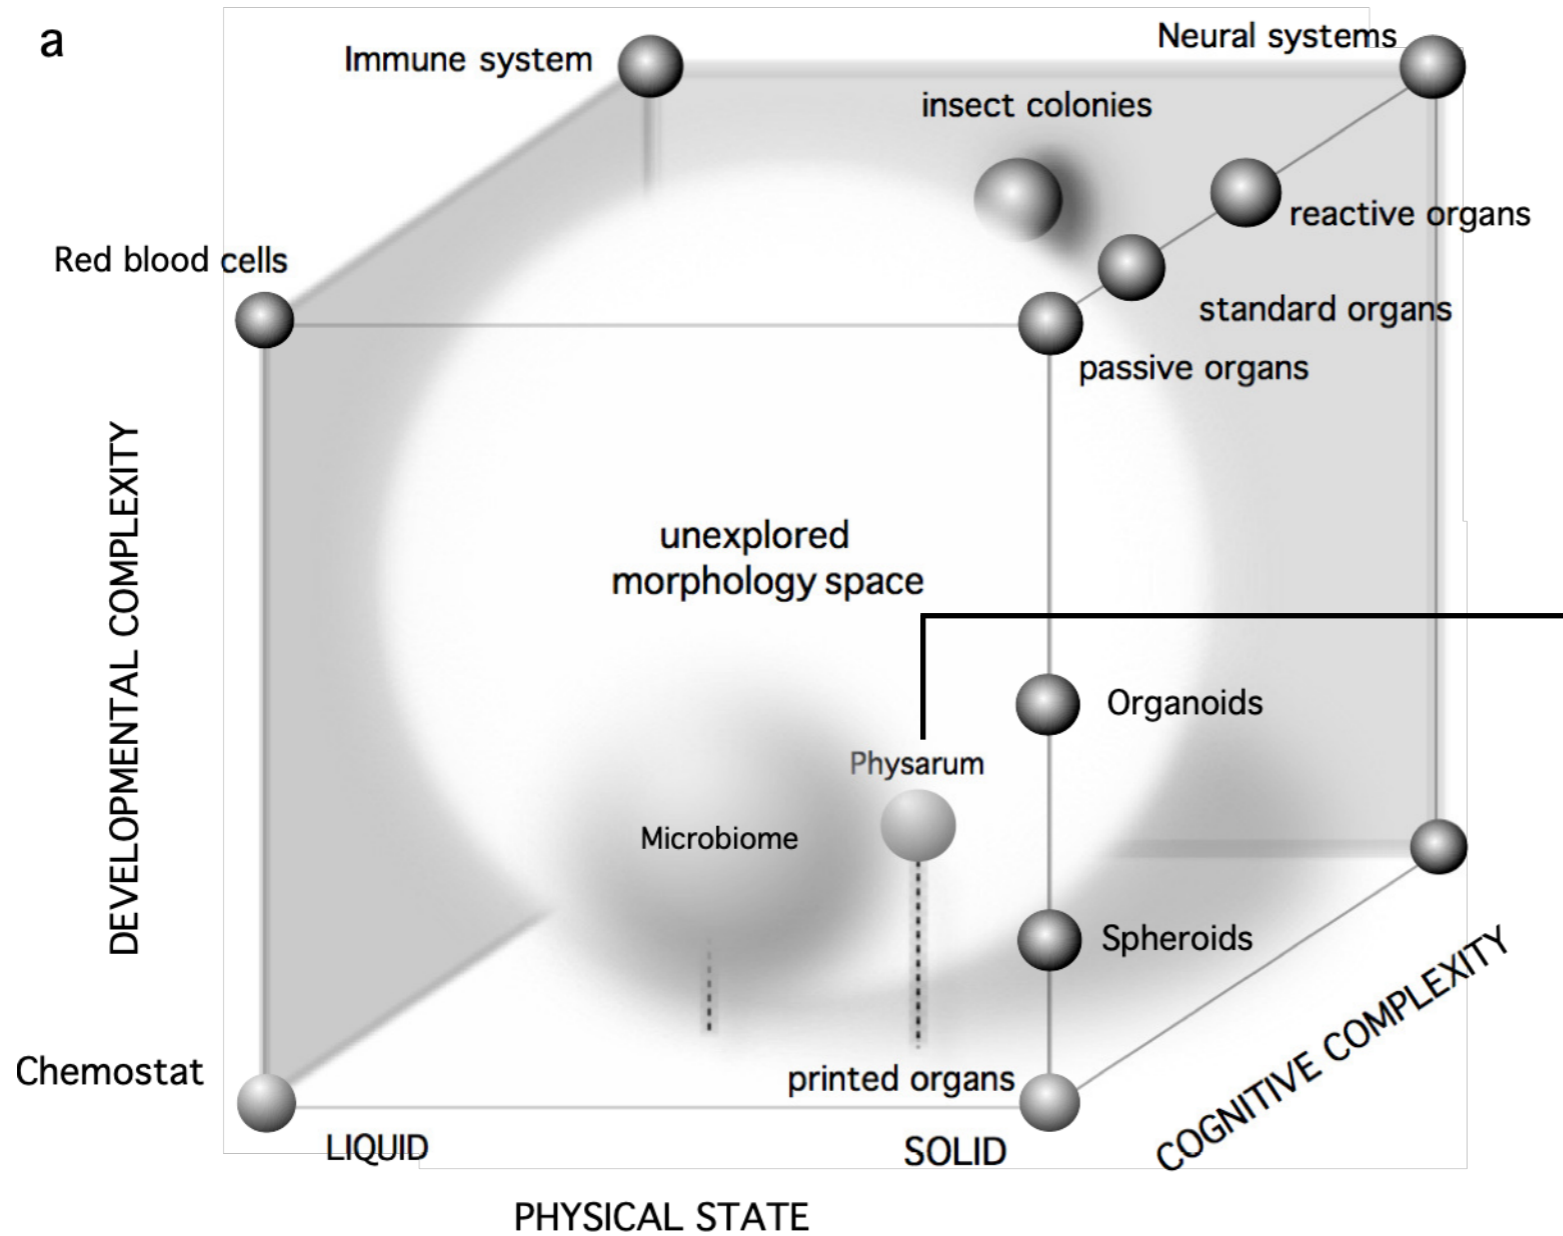 a
Neural systems
Immune system
insect colonies
reactive organs
Red blood cells
standard organs
passive organs
DEVELOPMENTAL COMPLEXITY
unexplored
morphology space
Organoids
Physarum
Microbiome
Spheroids
COGNITIVE COMPLEXITY
Chemostat
printed organs
LIQUID
SOLID
PHYSICAL STATE